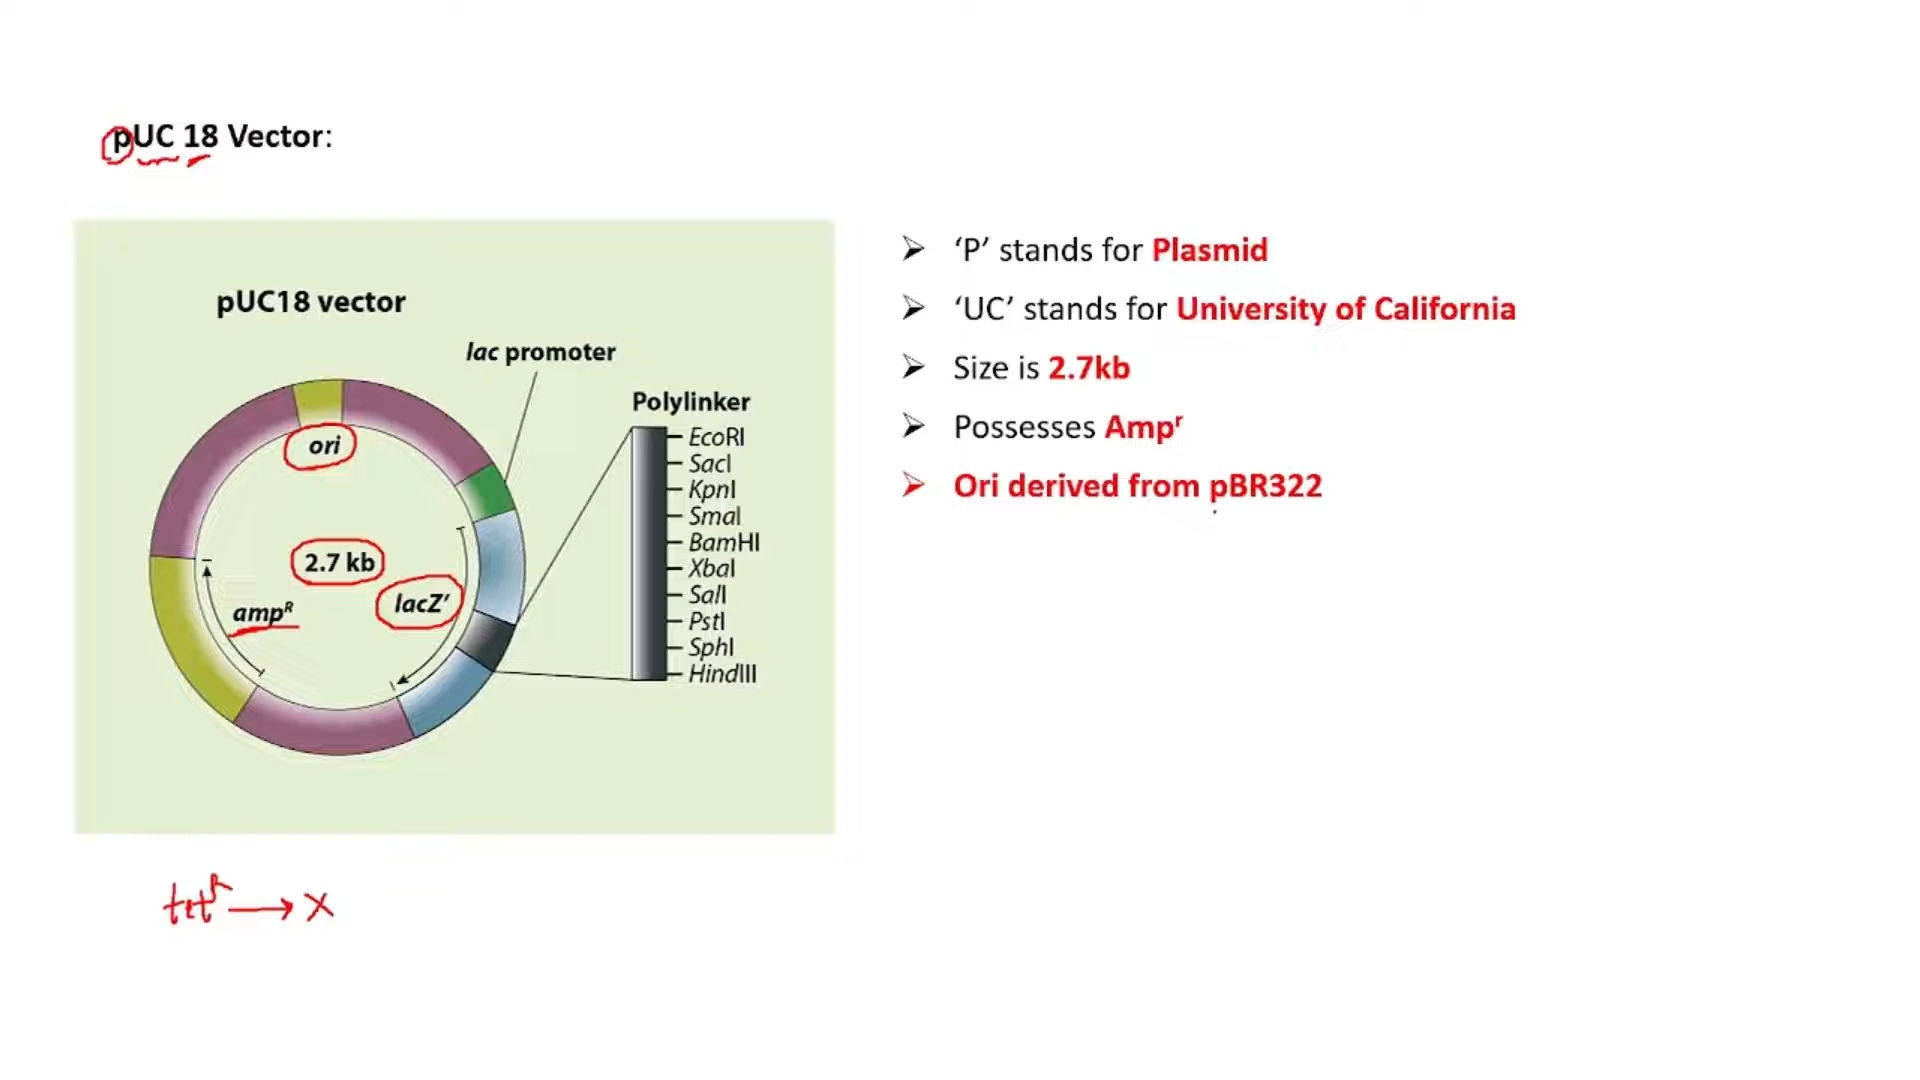 pUC 18 Vector:
pUC18 vector
lac promoter
Polylinker
EcoRI
SacI
KpnI
SmaI
BamHI
XbaI
SalI
PstI
SphI
HindIII
ori
2.7 kb
lacZ'
ampR
tetR → X
➢ ‘P’ stands for Plasmid
➢ ‘UC’ stands for University of California
➢ Size is 2.7kb
➢ Possesses Ampr
➢ Ori derived from pBR322